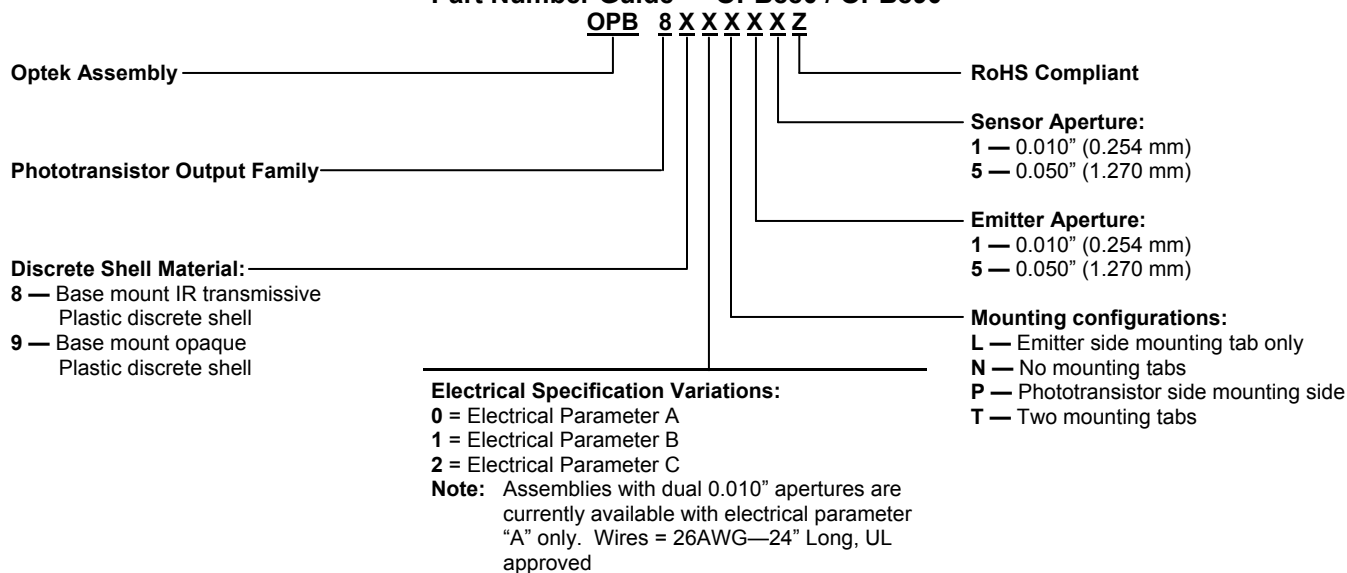 OPB 8 X X X X X Z
Optek Assembly
RoHS Compliant
Sensor Aperture:
1 — 0.010” (0.254 mm)
5 — 0.050” (1.270 mm)
Phototransistor Output Family
Emitter Aperture:
1 — 0.010” (0.254 mm)
5 — 0.050” (1.270 mm)
Discrete Shell Material:
8 — Base mount IR transmissive
Plastic discrete shell
9 — Base mount opaque
Plastic discrete shell
Mounting configurations:
L — Emitter side mounting tab only
N — No mounting tabs
P — Phototransistor side mounting side
T — Two mounting tabs
Electrical Specification Variations:
0 = Electrical Parameter A
1 = Electrical Parameter B
2 = Electrical Parameter C
Note: Assemblies with dual 0.010” apertures are
currently available with electrical parameter
“A” only. Wires = 26AWG—24” Long, UL
approved